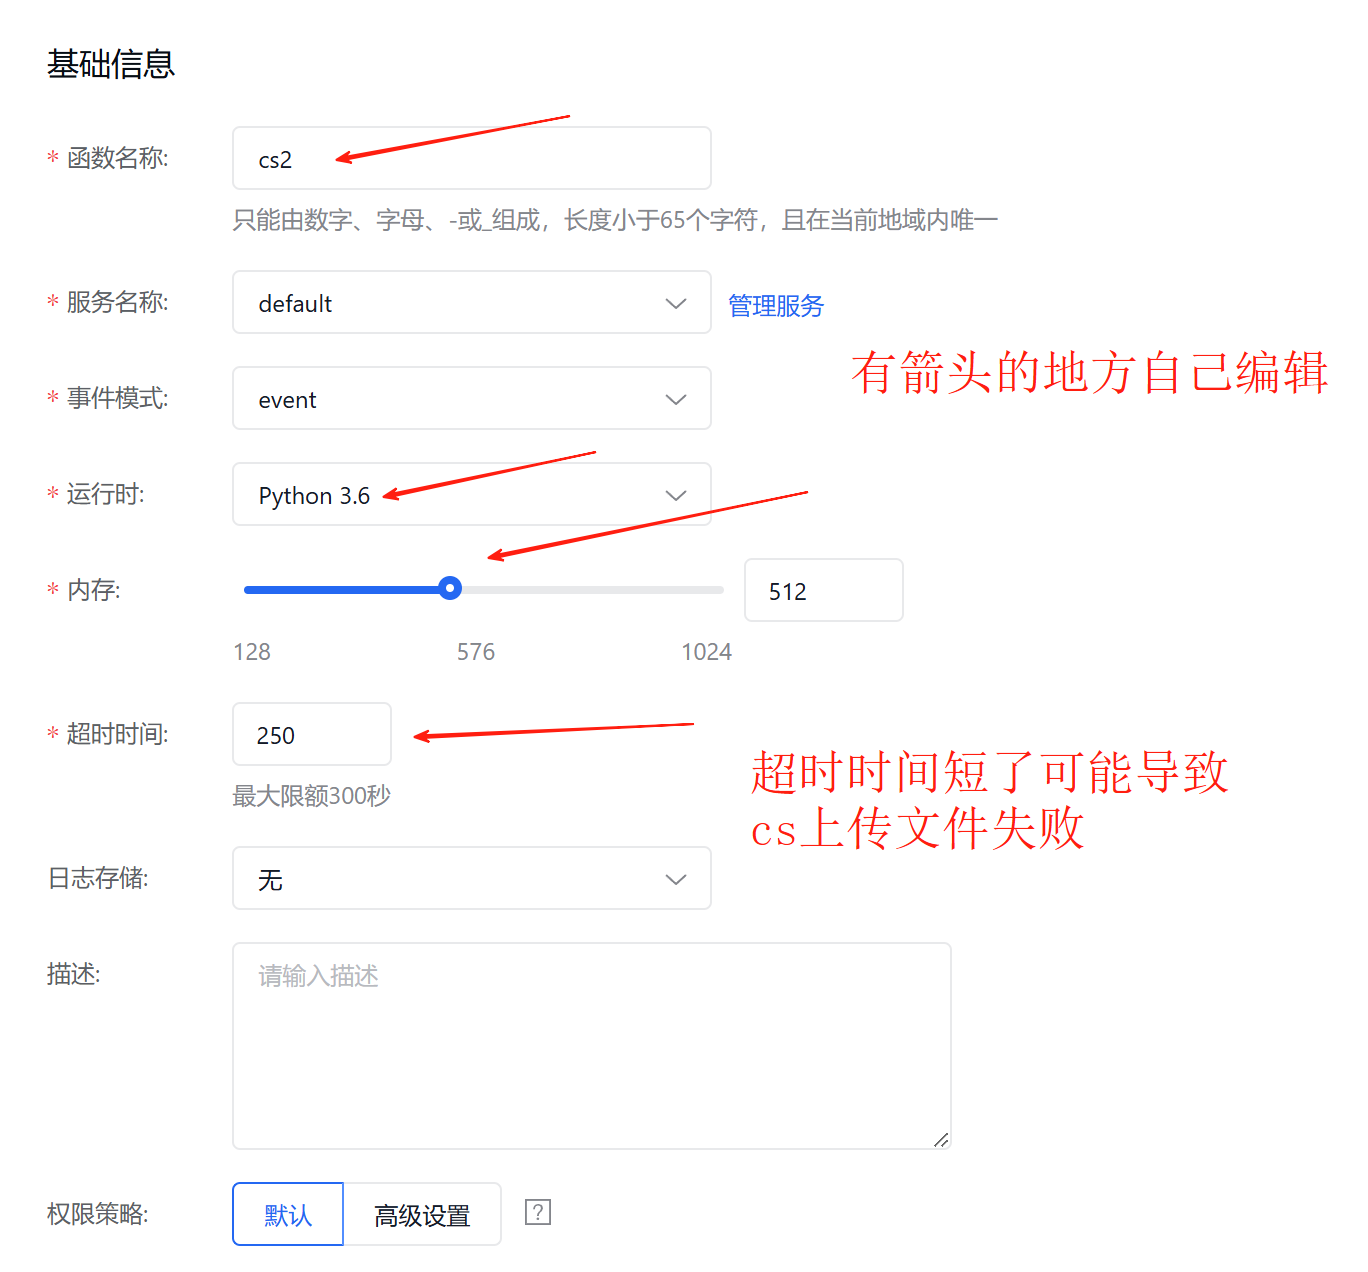 基础信息
* 函数名称:
cs2
只能由数字、字母、-或_组成，长度小于65个字符，且在当前地域内唯一
* 服务名称:
default
管理服务
有箭头的地方自己编辑
* 事件模式:
event
* 运行时:
Python 3.6
* 内存:
512
128
576
1024
* 超时时间:
250
最大限额300秒
超时时间短了可能导致
cs上传文件失败
日志存储:
无
描述:
请输入描述
权限策略:
默认
高级设置
?